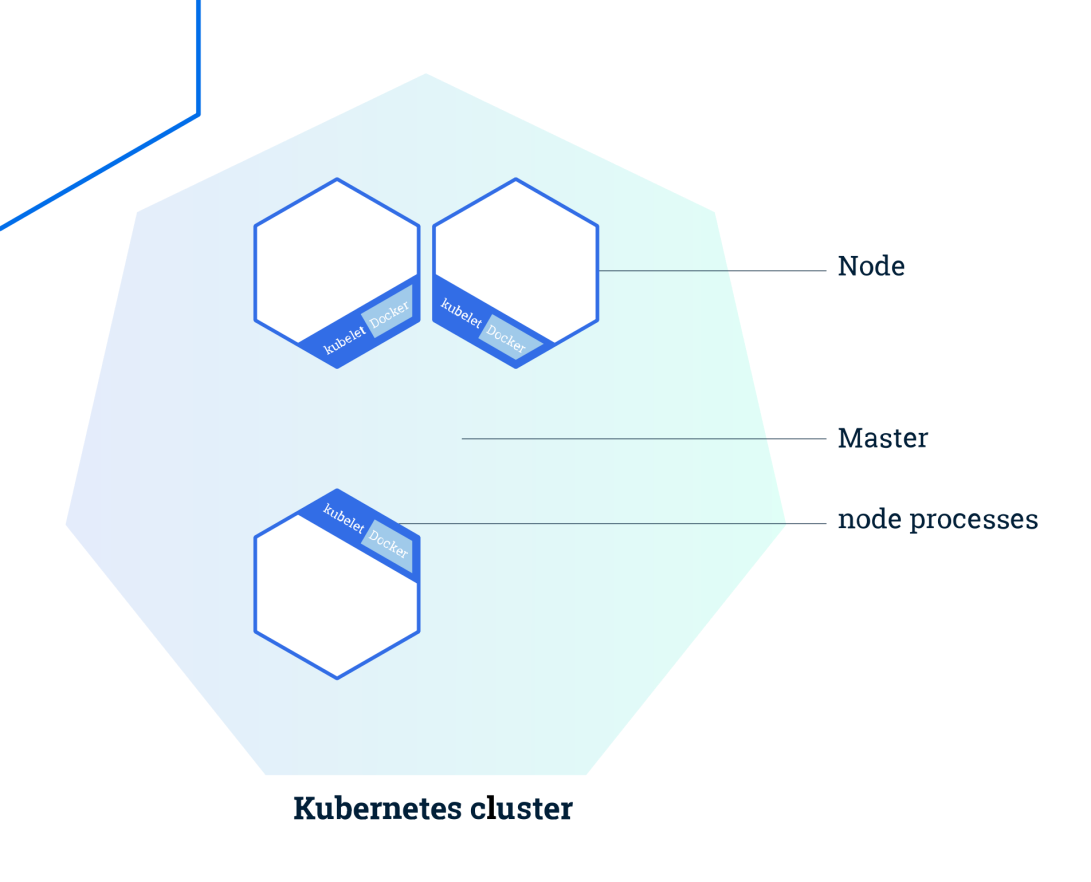 Node
kubelet
Docker
kubelet
Docker
Master
kubelet
Docker
node processes
Kubernetes cluster